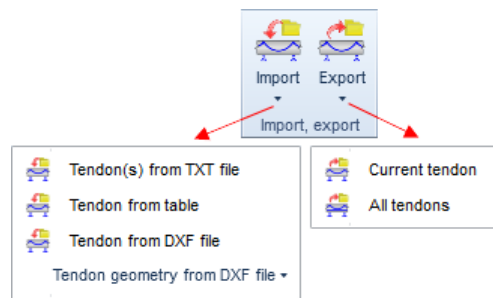 Import Export
Import, export
Tendon(s) from TXT file
Tendon from table
Tendon from DXF file
Tendon geometry from DXF file
Current tendon
All tendons